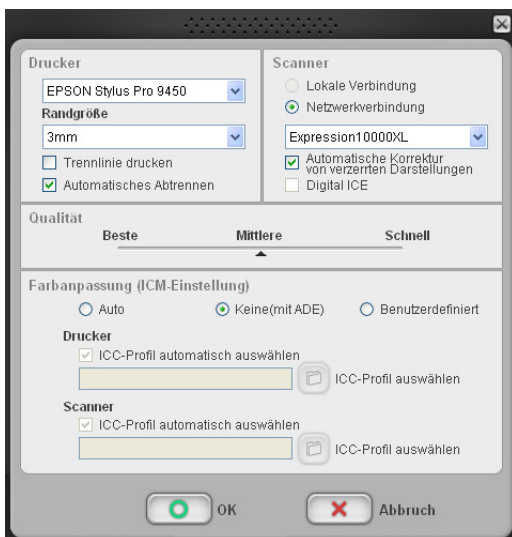 Drucker
EPSON Stylus Pro 9450
Randgröße
3mm
Trennlinie drucken
Automatisches Abtrennen
Scanner
Lokale Verbindung
Netzwerkverbindung
Expression10000XL
Automatische Korrektur
von verzerrten Darstellungen
Digital ICE
Qualität
Beste Mittlere Schnell
Farbanpassung (ICM-Einstellung)
Auto Keine(mit ADE) Benutzerdefiniert
Drucker
ICC-Profil automatisch auswählen
ICC-Profil auswählen
Scanner
ICC-Profil automatisch auswählen
ICC-Profil auswählen
OK Abbruch